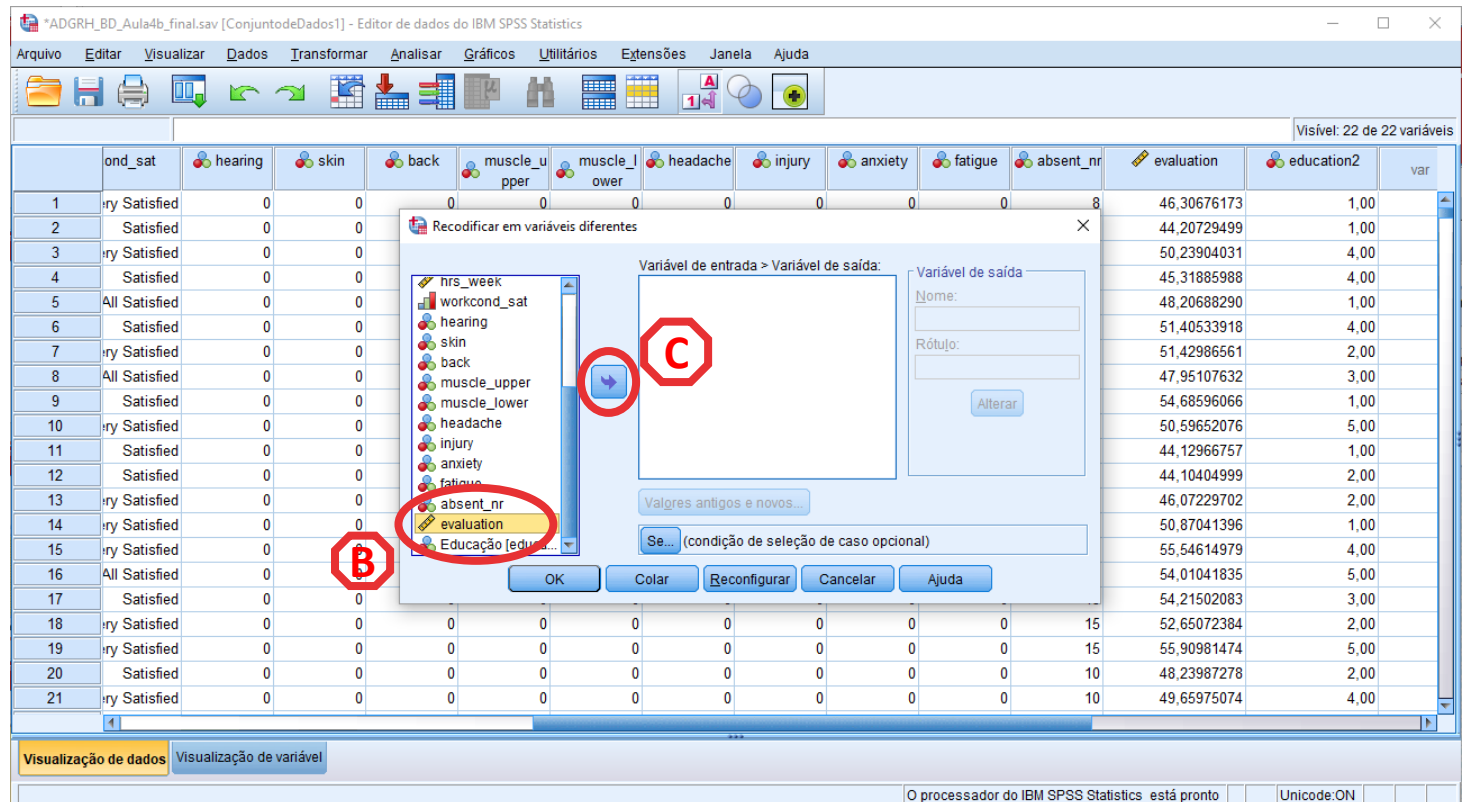 *ADGRH_BD_Aula4b_final.sav [ConjuntodeDados1] - Editor de dados do IBM SPSS Statistics
Arquivo Editar Visualizar Dados Transformar Analisar Gráficos Utilitários Extensões Janela Ajuda
Visível: 22 de 22 variáveis
ond_sat hearing skin back muscle_upper muscle_lower headache injury anxiety fatigue absent_nr evaluation education2 var
1 ery Satisfied 0 0 0 0 0 0 0 0 0 8 46,30676173 1,00
2 Satisfied 0 0 44,20729499 1,00
3 ery Satisfied 0 0 50,23904031 4,00
4 Satisfied 0 0 45,31885988 4,00
5 All Satisfied 0 0 48,20688290 1,00
6 Satisfied 0 0 51,40533918 4,00
7 ery Satisfied 0 0 51,42986561 2,00
8 All Satisfied 0 0 47,95107632 3,00
9 Satisfied 0 0 54,68596066 1,00
10 ery Satisfied 0 0 50,59652076 5,00
11 Satisfied 0 0 44,12966757 1,00
12 Satisfied 0 0 44,10404999 2,00
13 ery Satisfied 0 0 46,07229702 2,00
14 ery Satisfied 0 0 50,87041396 1,00
15 ery Satisfied 0 55,54614979 4,00
16 All Satisfied 0 0 54,01041835 5,00
17 Satisfied 0 0 54,21502083 3,00
18 ery Satisfied 0 0 0 0 0 0 0 0 0 15 52,65072384 2,00
19 ery Satisfied 0 0 0 0 0 0 0 0 0 15 55,90981474 5,00
20 Satisfied 0 0 0 0 0 0 0 0 0 10 48,23987278 2,00
21 ery Satisfied 0 0 0 0 0 0 0 0 0 10 49,65975074 4,00
Recodificar em variáveis diferentes
hrs_week
workcond_sat
hearing
skin
back
muscle_upper
muscle_lower
headache
injury
anxiety
fatigue
absent_nr
evaluation
Educação [educa...
B
C
Variável de entrada > Variável de saída:
Variável de saída
Nome:
Rótulo:
Alterar
Valores antigos e novos...
Se... (condição de seleção de caso opcional)
OK Colar Reconfigurar Cancelar Ajuda
Visualização de dados Visualização de variável
O processador do IBM SPSS Statistics está pronto Unicode:ON